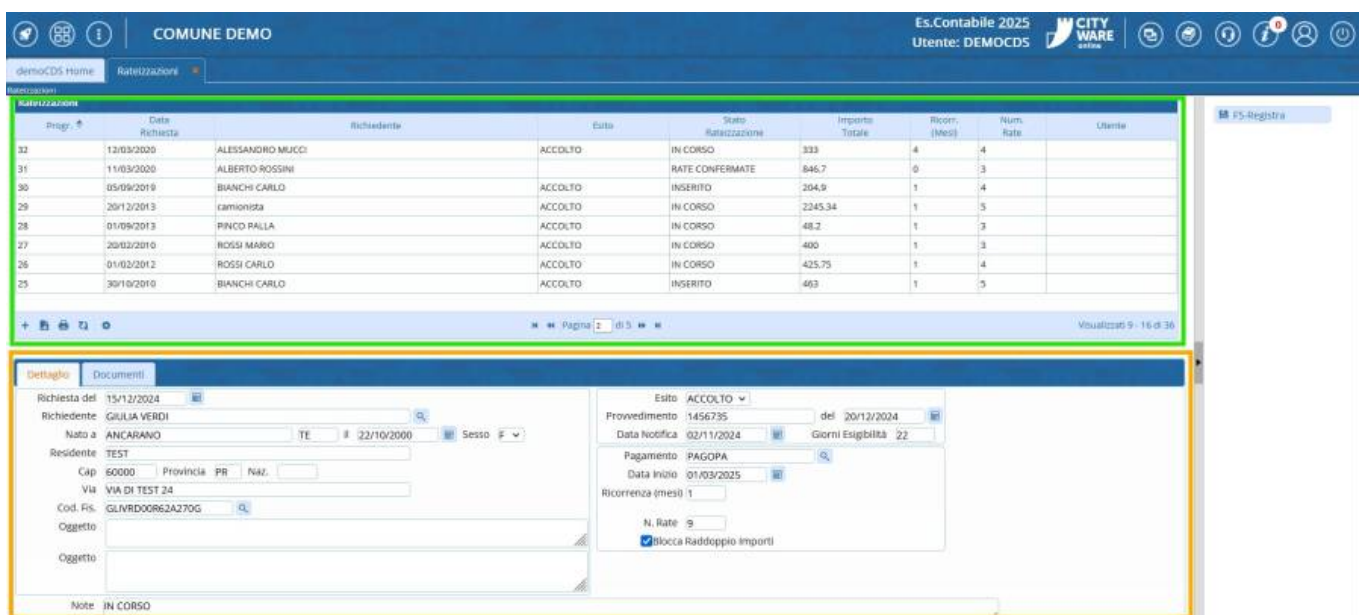 COMUNE DEMO
Es.Contabile 2025
Utente: DEMOCDS
CITY WARE online
0
demoCDS Home Rateizzazioni
Rateizzazioni
Rateizzazioni
Progr. Data Richiesta Richiedente Esito Stato Rateizzazione Importo Totale Ricorr. (Mesi) Num. Rate Utente
32 12/03/2020 ALESSANDRO MUCCI ACCOLTO IN CORSO 333 4 4
31 11/03/2020 ALBERTO ROSSINI RATE CONFERMATE 846.7 0 3
30 05/09/2019 BIANCHI CARLO ACCOLTO INSERITO 204.9 1 4
29 20/12/2013 camionista ACCOLTO IN CORSO 2245.34 1 5
28 01/09/2013 PINCO PALLA ACCOLTO IN CORSO 48.2 1 3
27 20/02/2010 ROSSI MARIO ACCOLTO IN CORSO 400 1 3
26 01/02/2012 ROSSI CARLO ACCOLTO IN CORSO 425.75 1 4
25 30/10/2010 BIANCHI CARLO ACCOLTO INSERITO 463 1 5
Pagina 2 di 5 Visualizzati 9 - 16 di 36
F5-Registra
Dettaglio Documenti
Richiesta del 15/12/2024 Esito ACCOLTO
Richiedente GIULIA VERDI Provvedimento 1456735 del 20/12/2024
Nato a ANCARANO TE il 22/10/2000 Sesso F Data Notifica 02/11/2024 Giorni Esigibilità 22
Residente TEST Pagamento PAGOPA
Cap 60000 Provincia PR Naz. Data Inizio 01/03/2025
Via VIA DI TEST 24 Ricorrenza (mesi) 1
Cod. Fis. GLIVRD00R62A270G
Oggetto N. Rate 9
Blocca Raddoppio Importi
Oggetto
Note IN CORSO